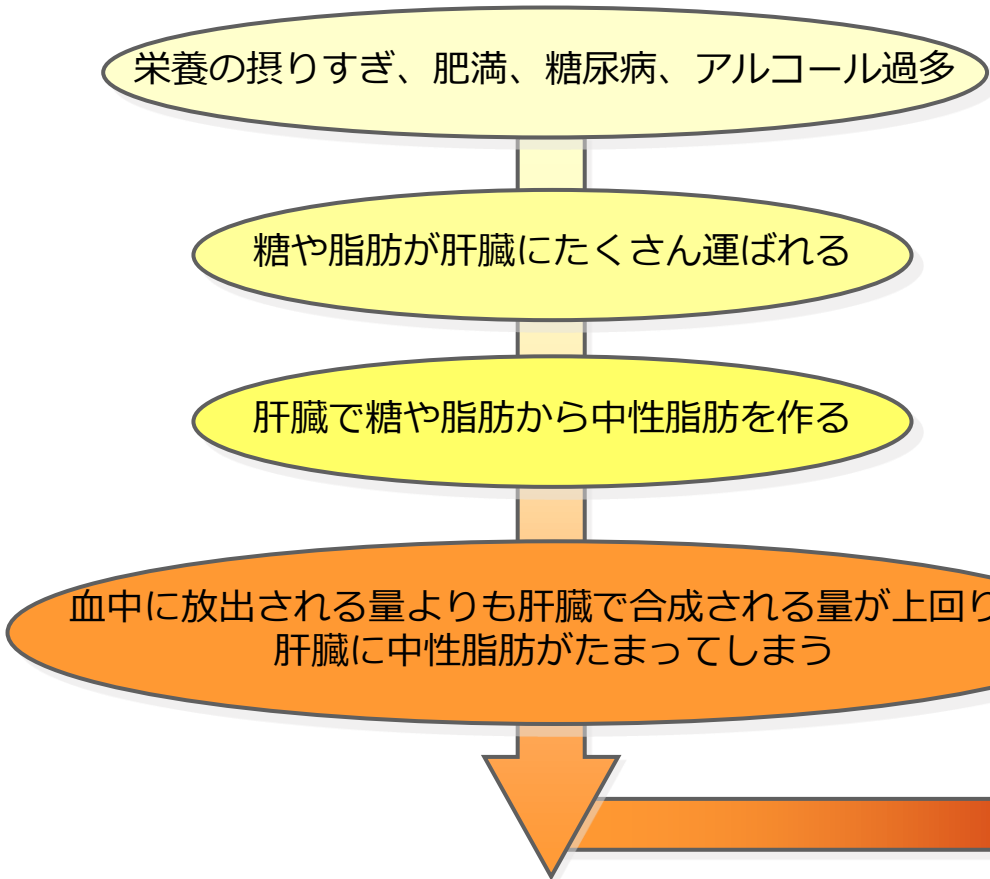 栄養の摂りすぎ、肥満、糖尿病、アルコール過多
糖や脂肪が肝臓にたくさん運ばれる
肝臓で糖や脂肪から中性脂肪を作る
血中に放出される量よりも肝臓で合成される量が上回り
肝臓に中性脂肪がたまってしまう